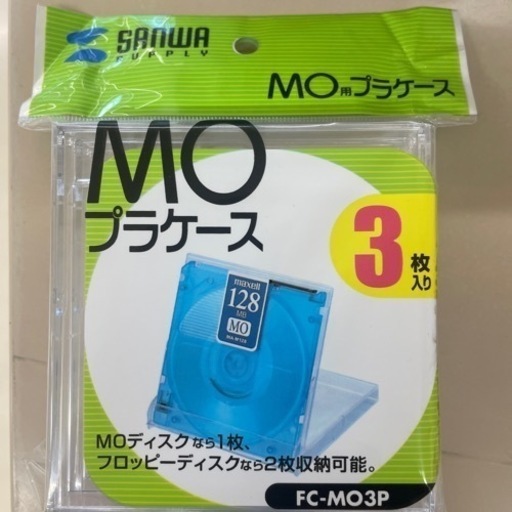 SANWA
SUPPLY
MO用プラケース
MO
プラケース
3枚入り
maxell
128
MB
MO
MA-M128
MOディスクなら1枚、
フロッピーディスクなら2枚収納可能。
FC-MO3P